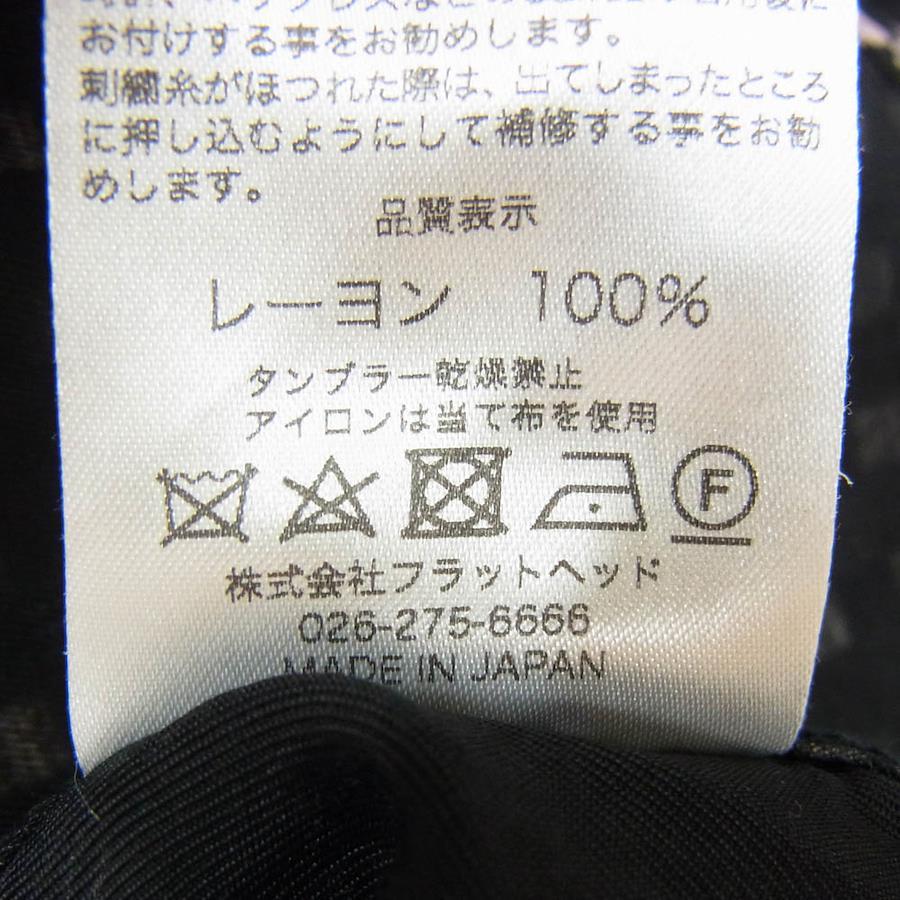 お付けする事をお勧めします。
刺繍糸がほつれた際は、出てしまったところ
に押し込むようにして補修する事をお勧
めします。
品質表示
レーヨン 100%
タンブラー乾燥禁止
アイロンは当て布を使用
F
株式会社フラットヘッド
026-275-6666
MADE IN JAPAN